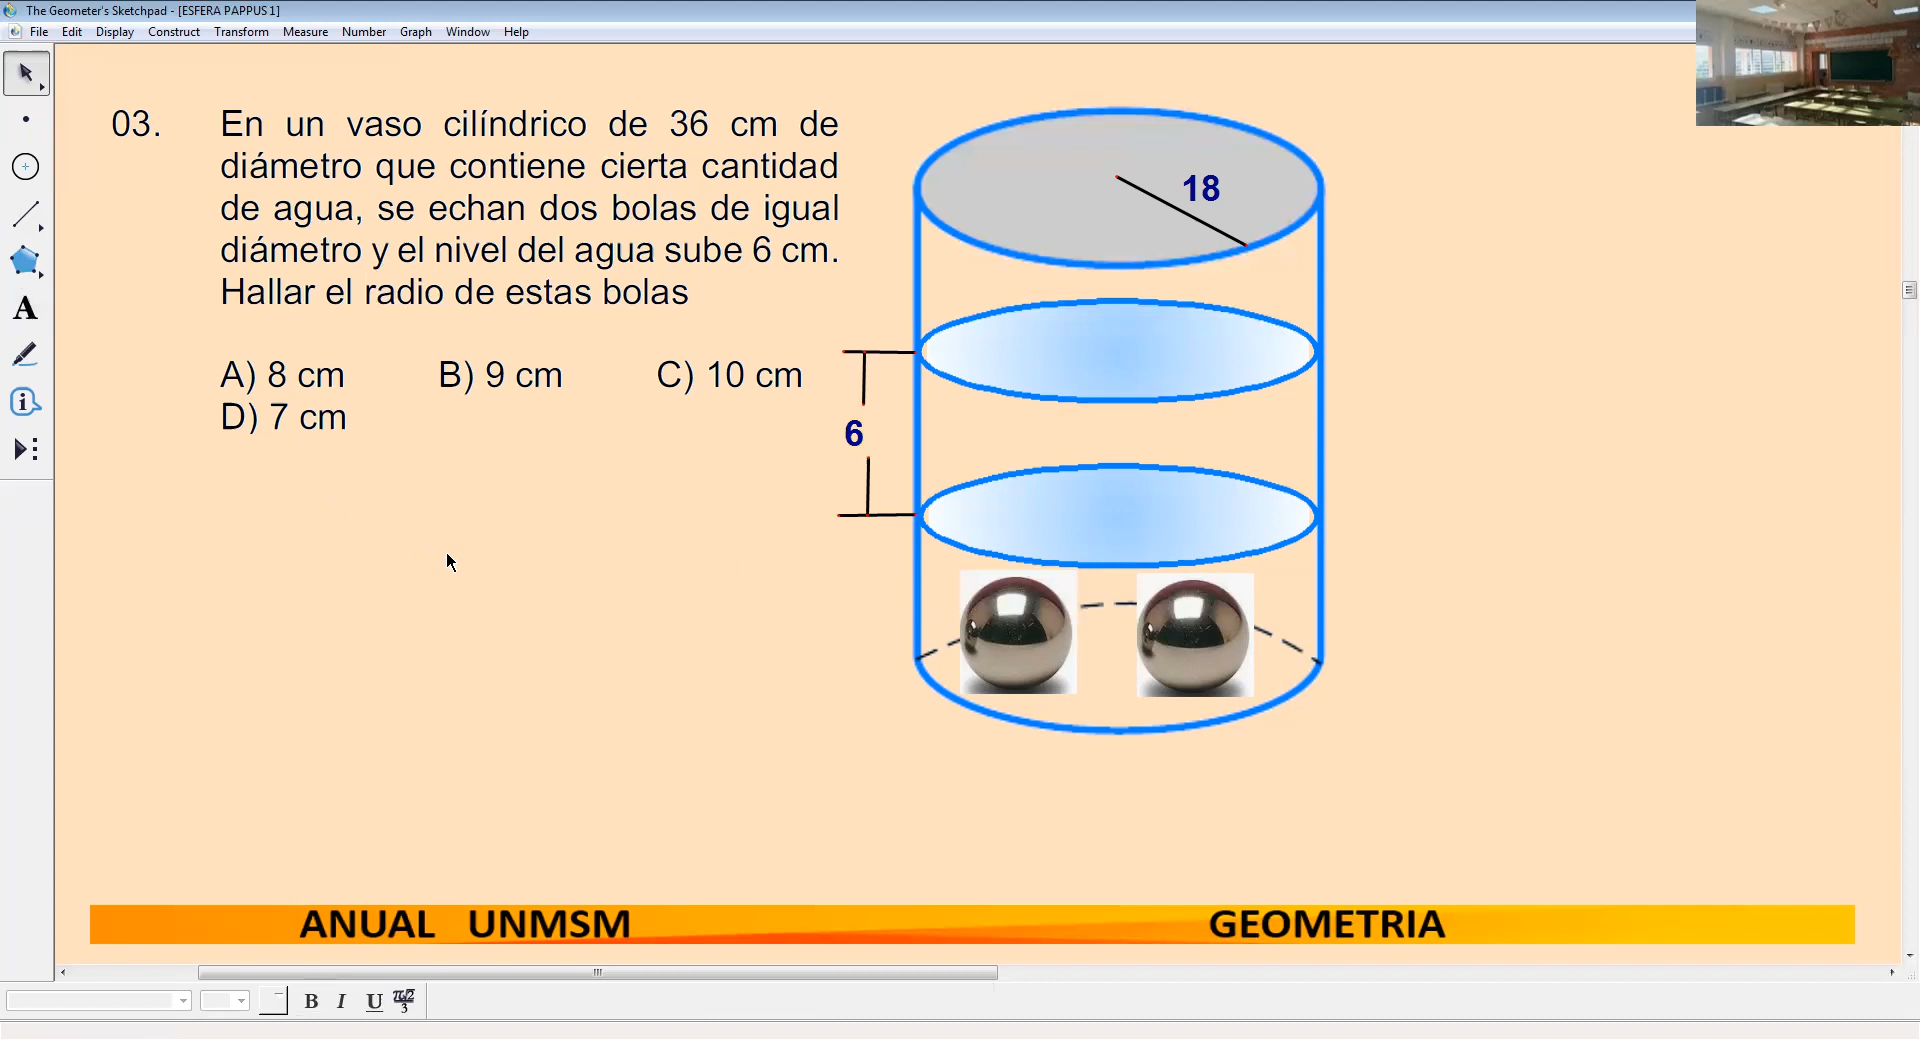 The Geometer's Sketchpad - [ESFERA PAPPUS 1]
File Edit Display Construct Transform Measure Number Graph Window Help
03. En un vaso cilíndrico de 36 cm de
diámetro que contiene cierta cantidad
de agua, se echan dos bolas de igual
diámetro y el nivel del agua sube 6 cm.
Hallar el radio de estas bolas
A) 8 cm B) 9 cm C) 10 cm
D) 7 cm
18
6
A
ANUAL UNMSM GEOMETRIA
B I U